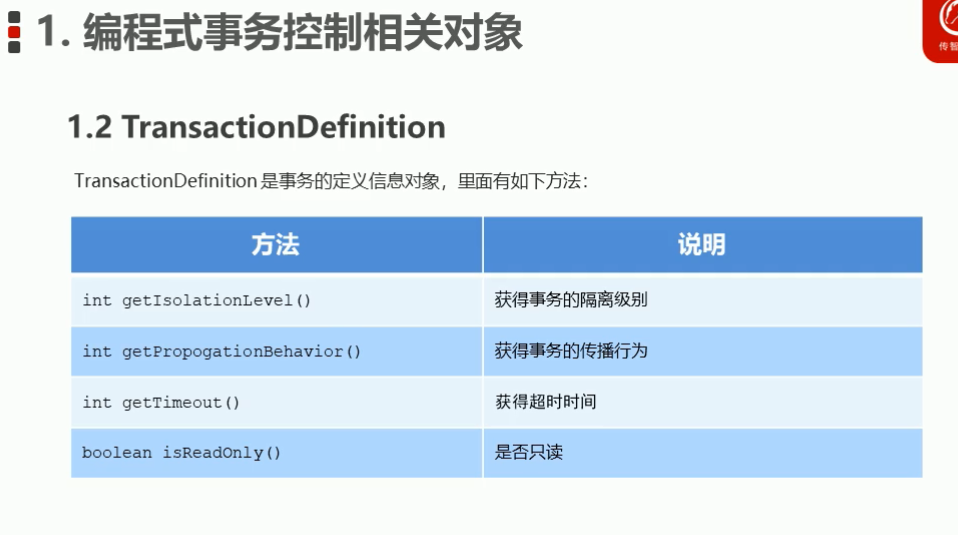 1. 编程式事务控制相关对象
传智
1.2 TransactionDefinition
TransactionDefinition 是事务的定义信息对象，里面有如下方法：
方法 说明
int getIsolationLevel() 获得事务的隔离级别
int getPropogationBehavior() 获得事务的传播行为
int getTimeout() 获得超时时间
boolean isReadOnly() 是否只读